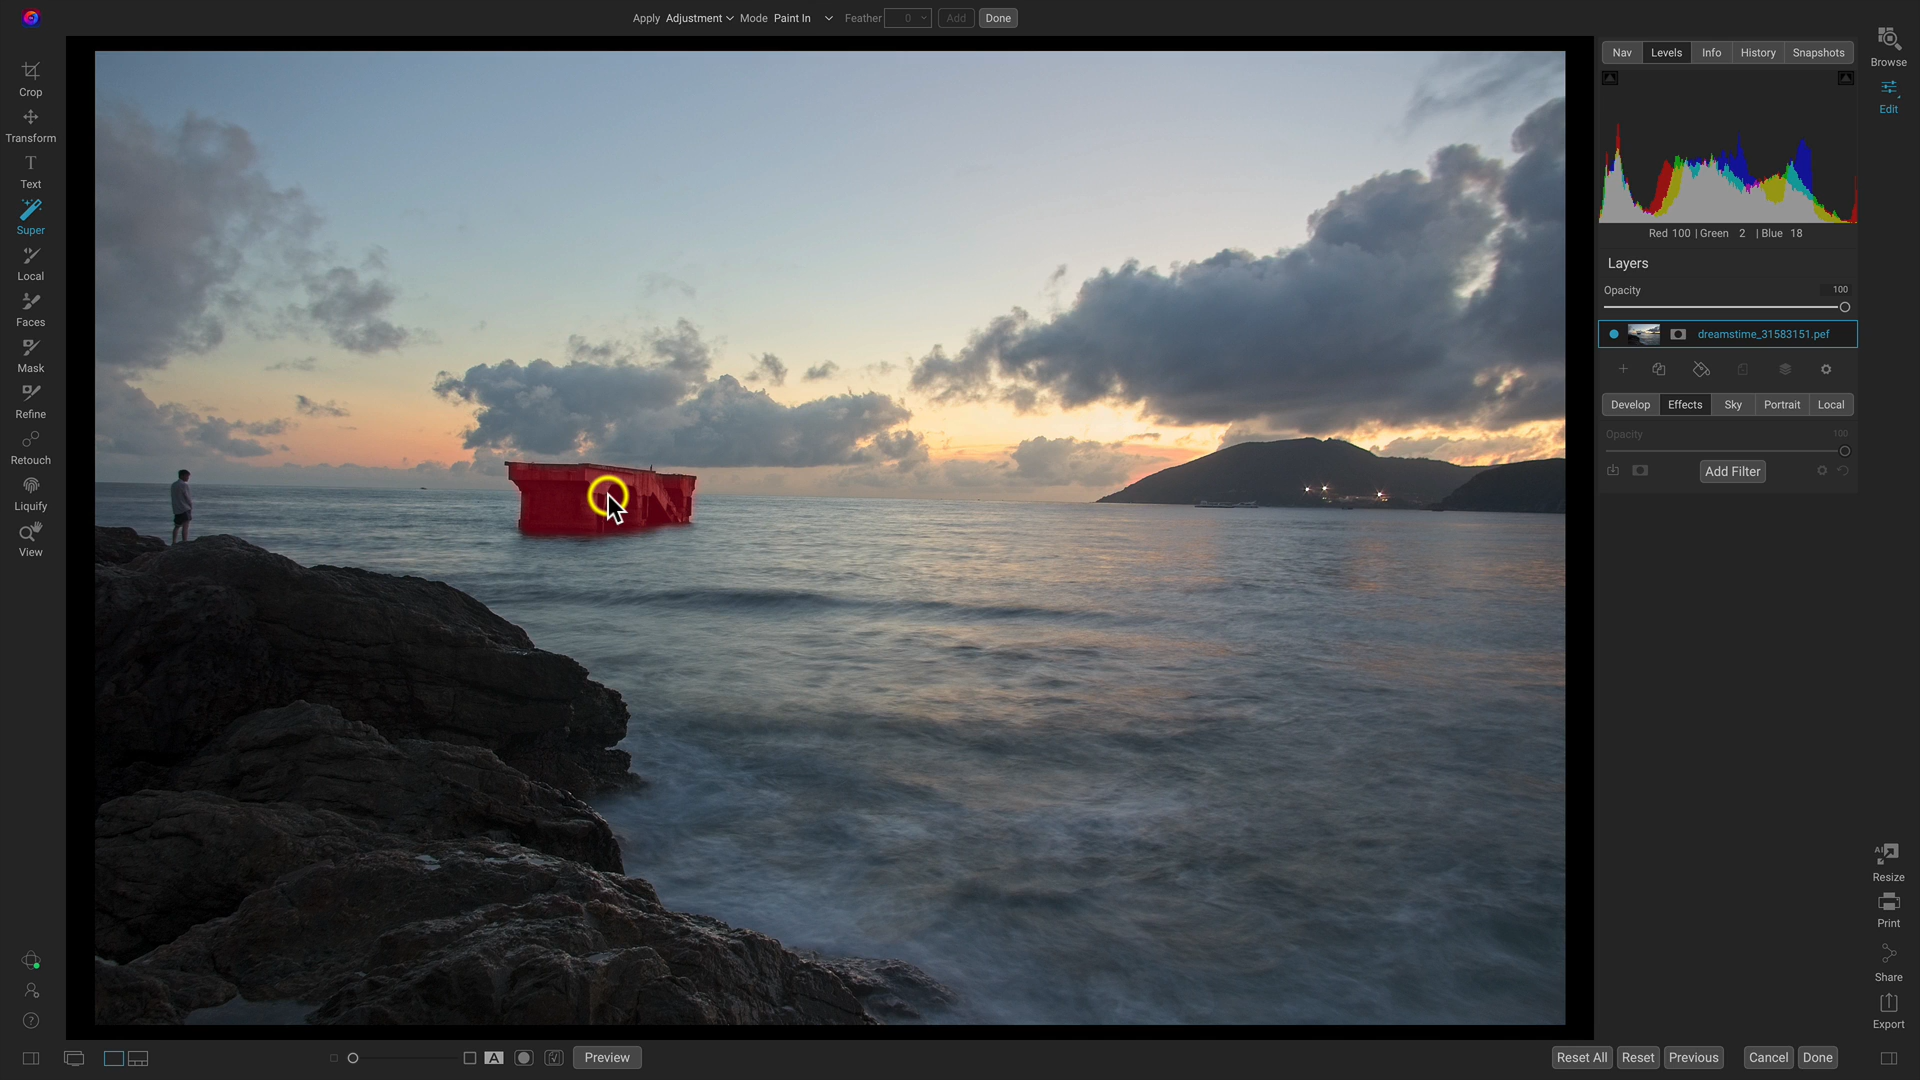 Apply Adjustment Mode Paint In Feather 0 Add Done
Crop
Transform
Text
Super
Local
Faces
Mask
Refine
Retouch
Liquify
View
Nav Levels Info History Snapshots
Red 100 | Green 2 | Blue 18
Layers
Opacity 100
dreamstime_31583151.pef
Develop Effects Sky Portrait Local
Opacity 100
Add Filter
Browse
Edit
Resize
Print
Share
Export
A Preview
Reset All Reset Previous Cancel Done